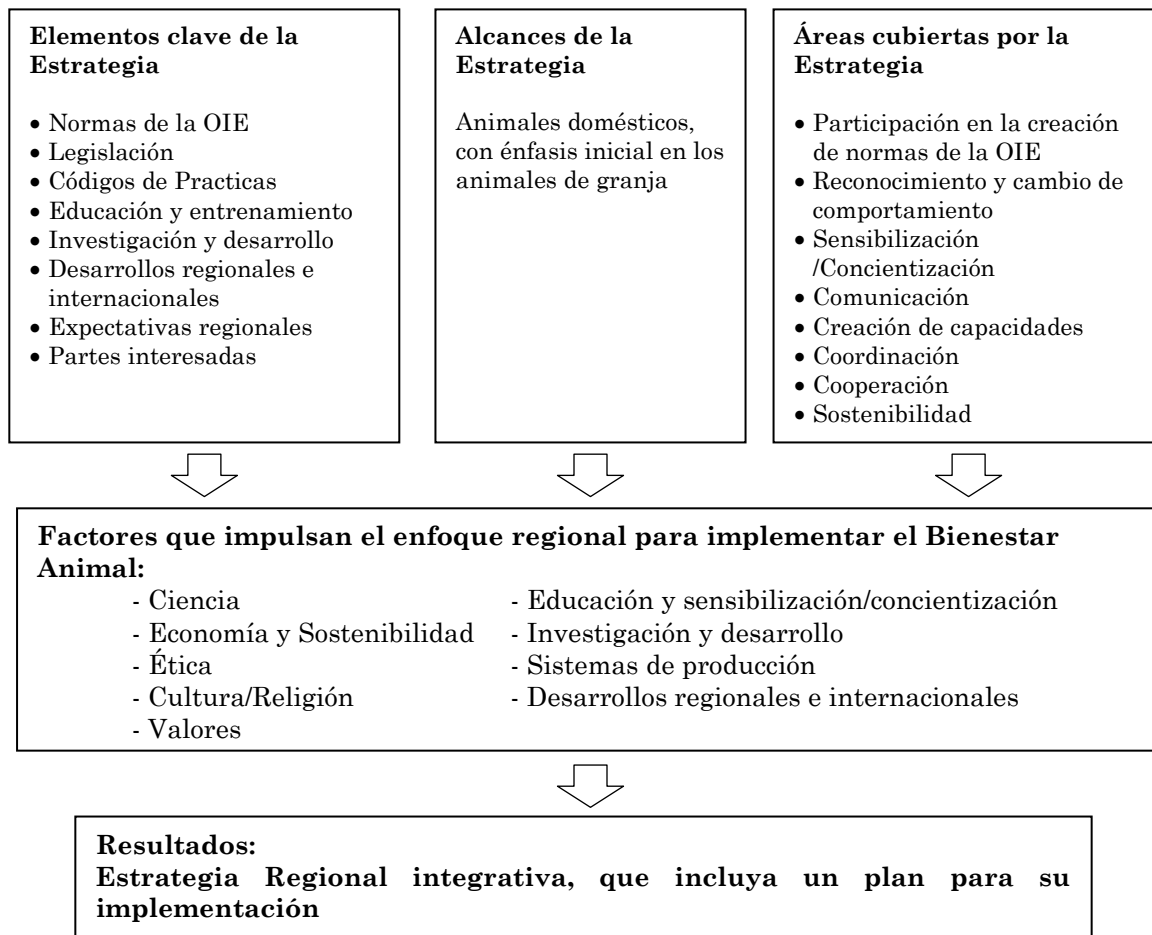 Elementos clave de la
Estrategia
• Normas de la OIE
• Legislación
• Códigos de Practicas
• Educación y entrenamiento
• Investigación y desarrollo
• Desarrollos regionales e
internacionales
• Expectativas regionales
• Partes interesadas
Alcances de la
Estrategia
Animales domésticos,
con énfasis inicial en los
animales de granja
Áreas cubiertas por la
Estrategia
• Participación en la creación
de normas de la OIE
• Reconocimiento y cambio de
comportamiento
• Sensibilización
/Concientización
• Comunicación
• Creación de capacidades
• Coordinación
• Cooperación
• Sostenibilidad
Factores que impulsan el enfoque regional para implementar el Bienestar
Animal:
- Ciencia
- Economía y Sostenibilidad
- Ética
- Cultura/Religión
- Valores
- Educación y sensibilización/concientización
- Investigación y desarrollo
- Sistemas de producción
- Desarrollos regionales e internacionales
Resultados:
Estrategia Regional integrativa, que incluya un plan para su
implementación